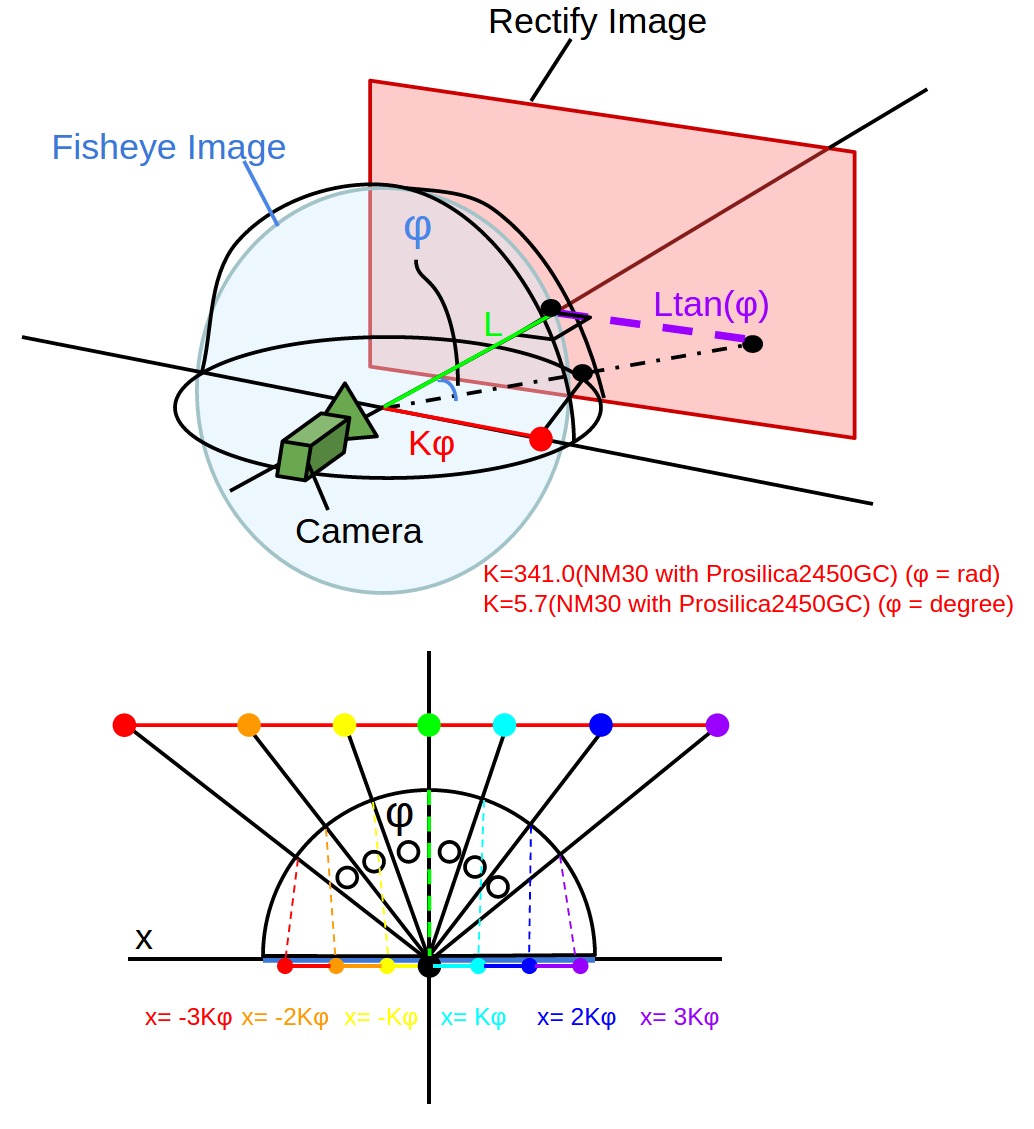 Rectify Image
Fisheye Image
φ
Ltan(φ)
L
Kφ
Camera
K=341.0(NM30 with Prosilica2450GC) (φ = rad)
K=5.7(NM30 with Prosilica2450GC) (φ = degree)
φ
x
x= -3Kφ x= -2Kφ x= -Kφ x= Kφ x= 2Kφ x= 3Kφ